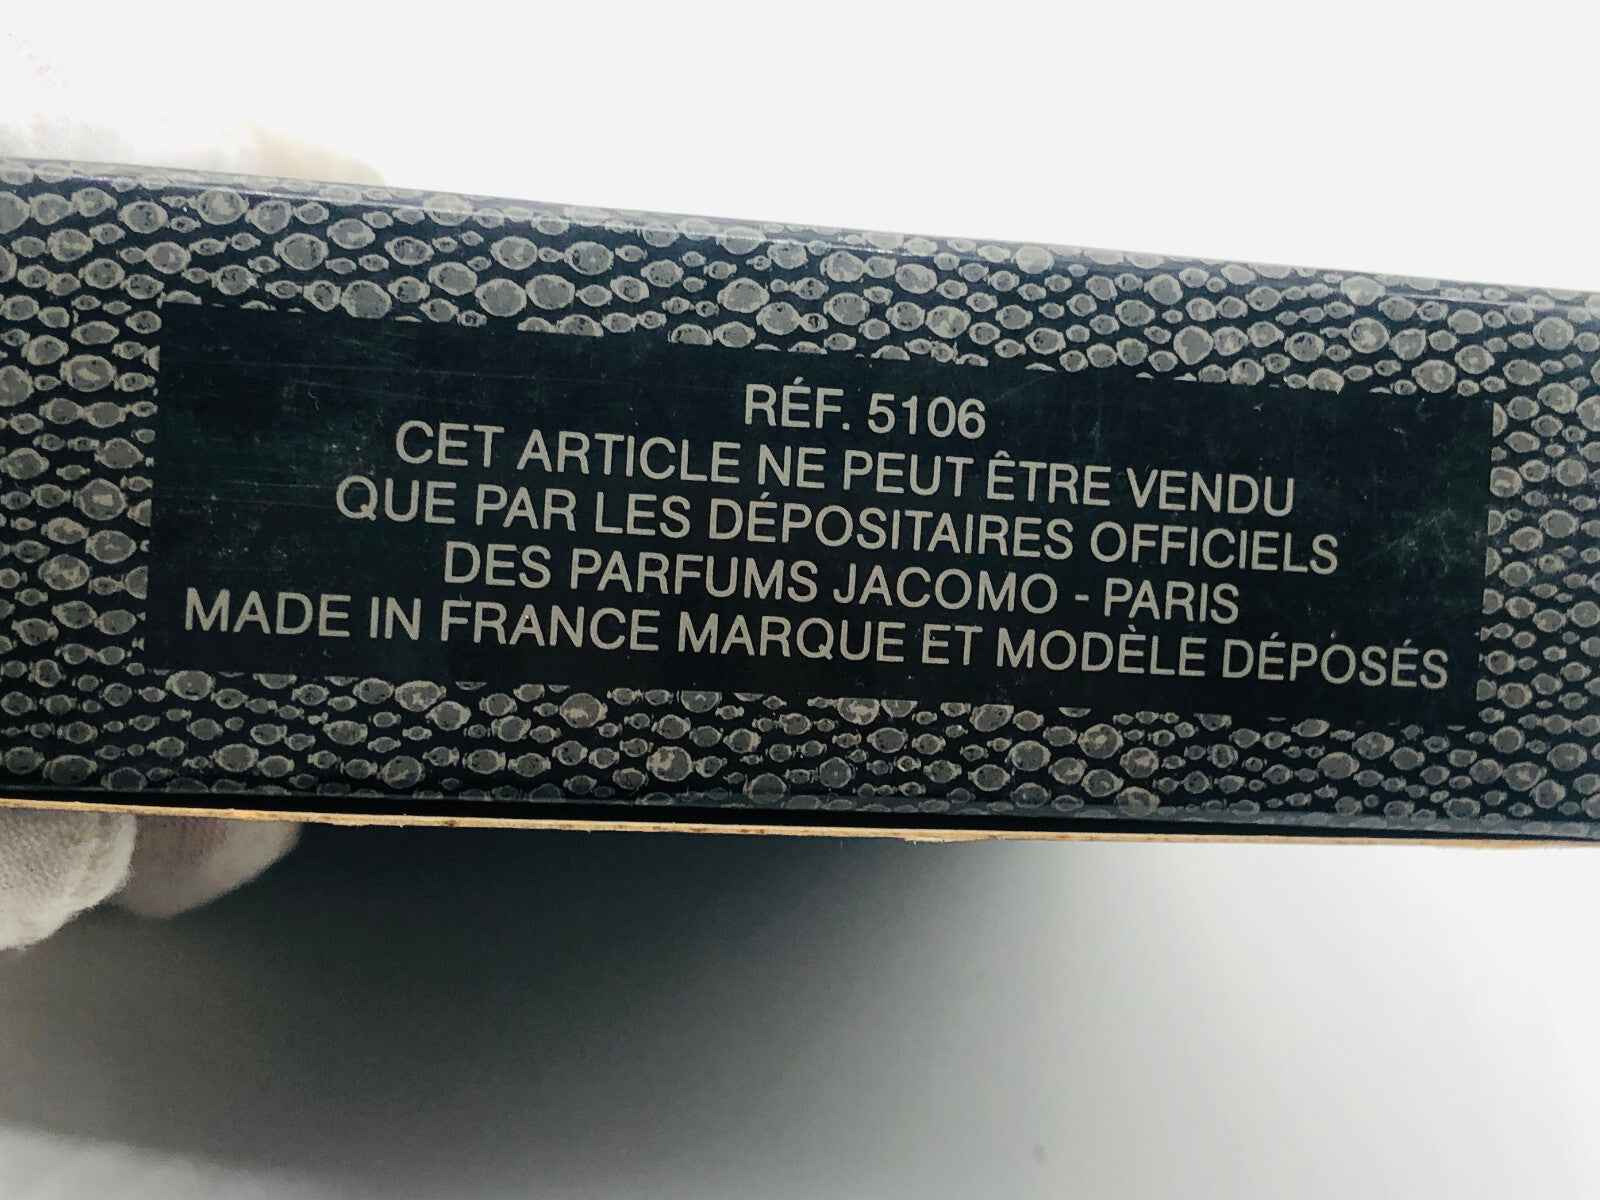 RÉF. 5106
CET ARTICLE NE PEUT ÊTRE VENDU
QUE PAR LES DÉPOSITAIRES OFFICIELS
DES PARFUMS JACOMO - PARIS
MADE IN FRANCE MARQUE ET MODÈLE DÉPOSÉS